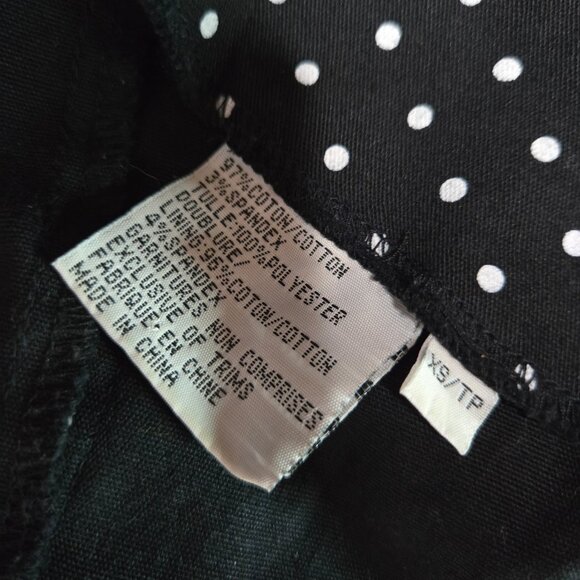 97%COTON/COTTON
3%SPANDEX
TULLE:100%POLYESTER
DOUBLURE/
LINING:96%COTON/COTTON
4%SPANDEX
GARNITURES NON COMPRISES
EXCLUSIVE OF TRIMS
FABRIQUE EN CHINE
MADE IN CHINA
XS/TP